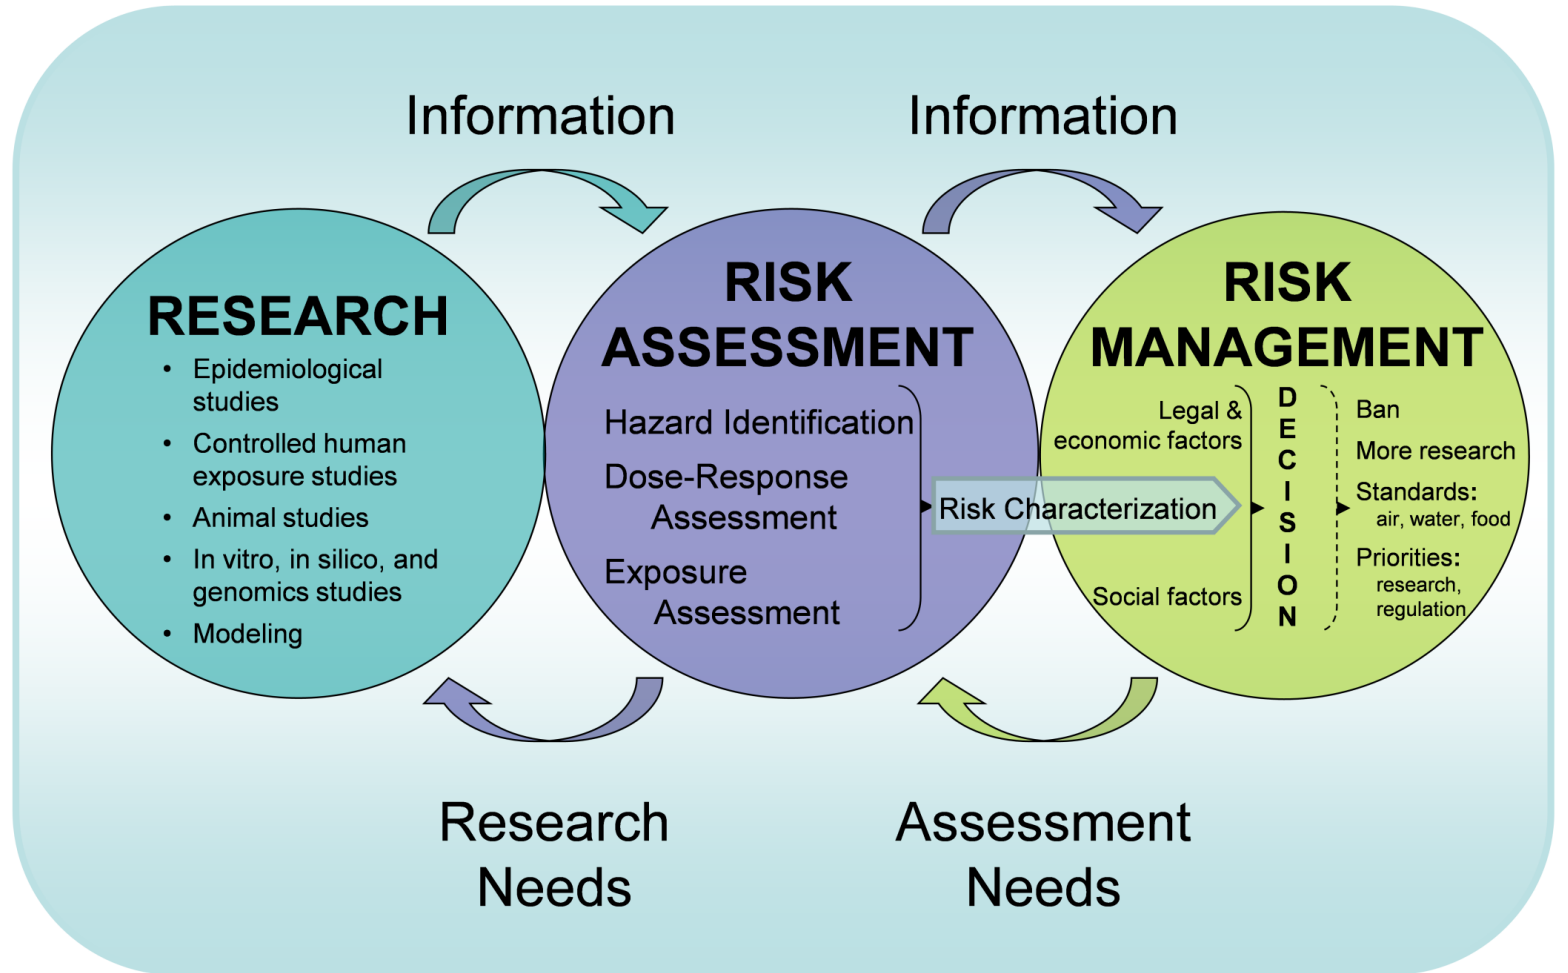 Information
Information
RESEARCH
• Epidemiological
studies
• Controlled human
exposure studies
• Animal studies
• In vitro, in silico, and
genomics studies
• Modeling
RISK
ASSESSMENT
Hazard Identification
Dose-Response
Assessment
Exposure
Assessment
Risk Characterization
RISK
MANAGEMENT
Legal &
economic factors
Social factors
DECISION
Ban
More research
Standards:
air, water, food
Priorities:
research,
regulation
Research
Needs
Assessment
Needs